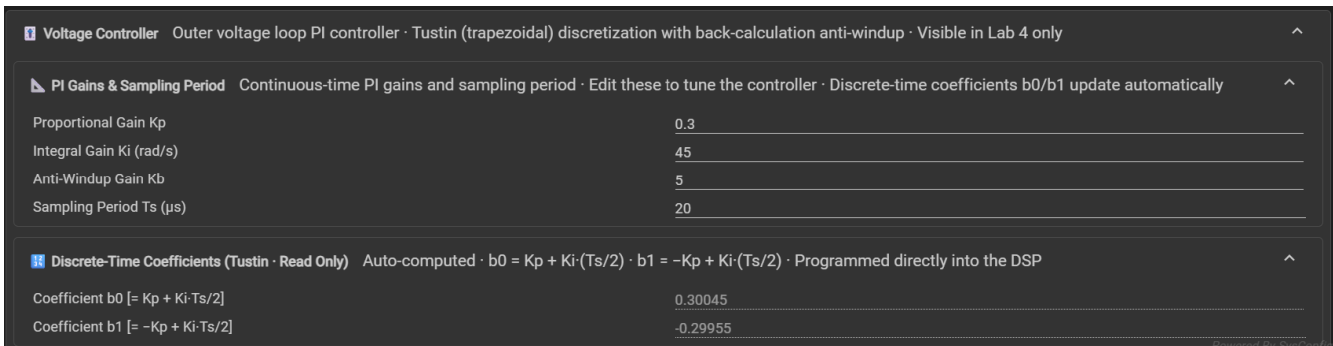 Voltage Controller Outer voltage loop PI controller · Tustin (trapezoidal) discretization with back-calculation anti-windup · Visible in Lab 4 only
PI Gains & Sampling Period Continuous-time PI gains and sampling period · Edit these to tune the controller · Discrete-time coefficients b0/b1 update automatically
Proportional Gain Kp 0.3
Integral Gain Ki (rad/s) 45
Anti-Windup Gain Kb 5
Sampling Period Ts (μs) 20
Discrete-Time Coefficients (Tustin · Read Only) Auto-computed · b0 = Kp + Ki·(Ts/2) · b1 = −Kp + Ki·(Ts/2) · Programmed directly into the DSP
Coefficient b0 [= Kp + Ki·Ts/2] 0.30045
Coefficient b1 [= −Kp + Ki·Ts/2] -0.29955